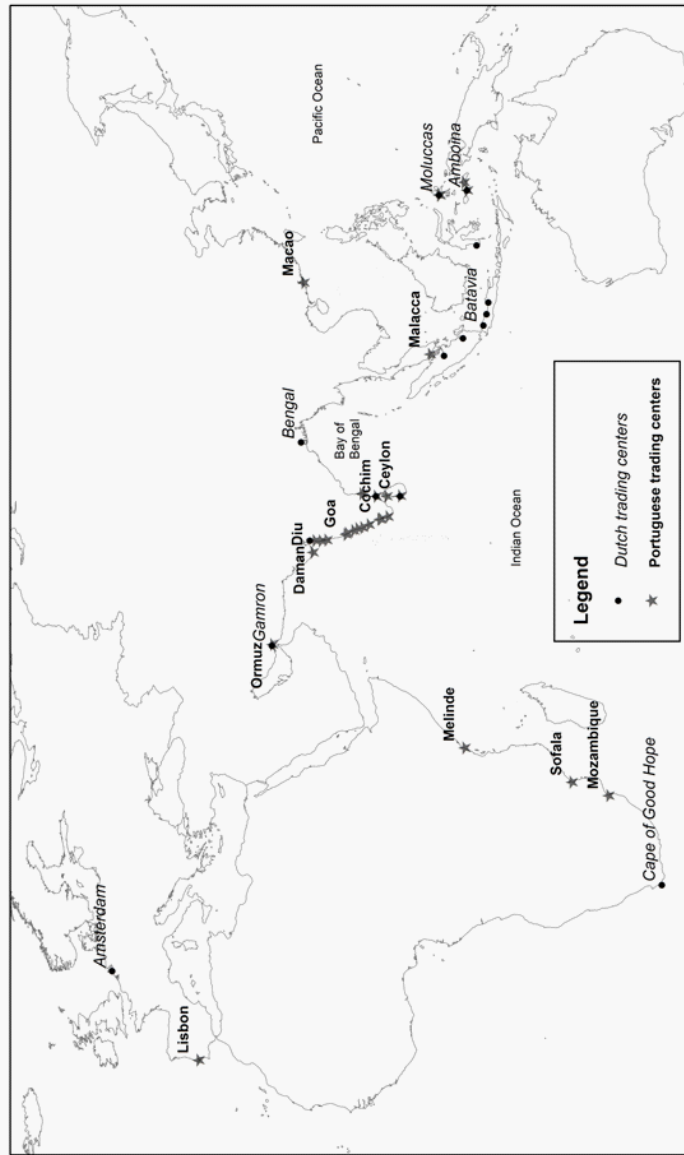 Amsterdam
Lisbon
Ormuz
Gamron
Daman
Diu
Goa
Cochim
Ceylon
Bengal
Bay of
Bengal
Macao
Malacca
Batavia
Moluccas
Amboina
Pacific Ocean
Indian Ocean
Melinde
Sofala
Mozambique
Cape of Good Hope
Legend
Dutch trading centers
Portuguese trading centers